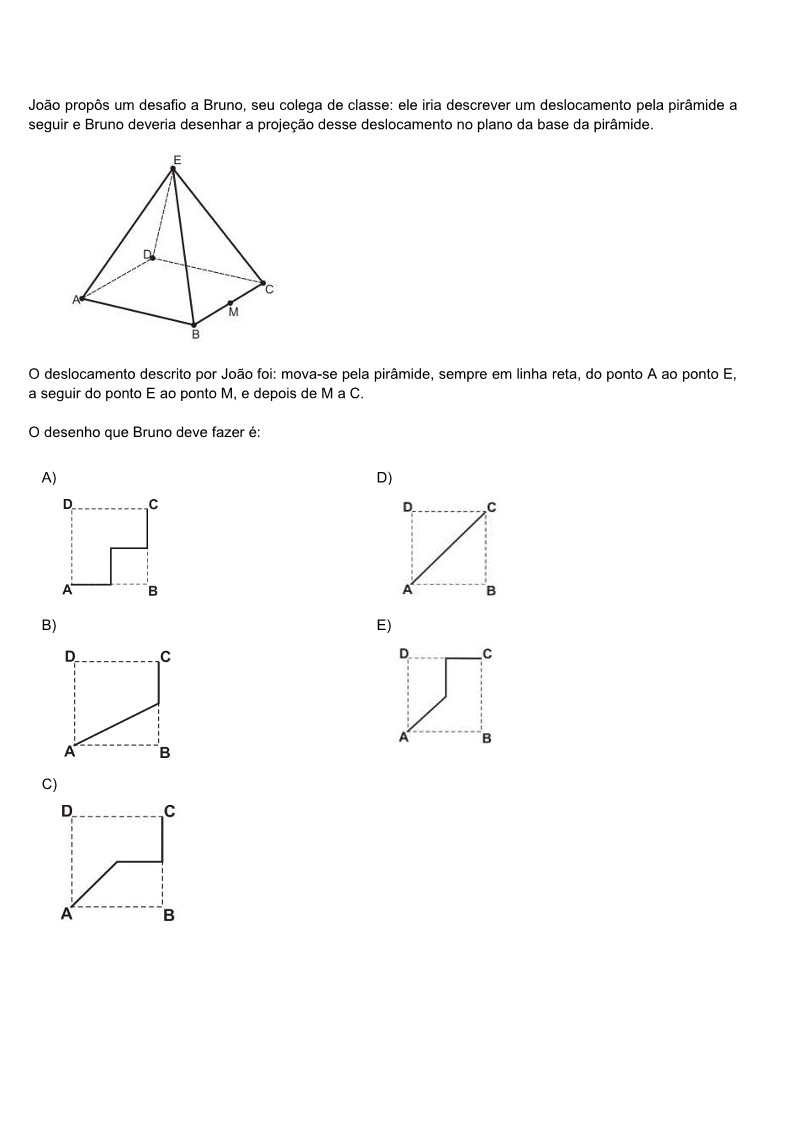 João propôs um desafio a Bruno, seu colega de classe: ele iria descrever um deslocamento pela pirâmide a
seguir e Bruno deveria desenhar a projeção desse deslocamento no plano da base da pirâmide.
E
D
A
C
M
B
O deslocamento descrito por João foi: mova-se pela pirâmide, sempre em linha reta, do ponto A ao ponto E,
a seguir do ponto E ao ponto M, e depois de M a C.
O desenho que Bruno deve fazer é:
A)
D C
A B
B)
D C
A B
C)
D C
A B
D)
D C
A B
E)
D C
A B